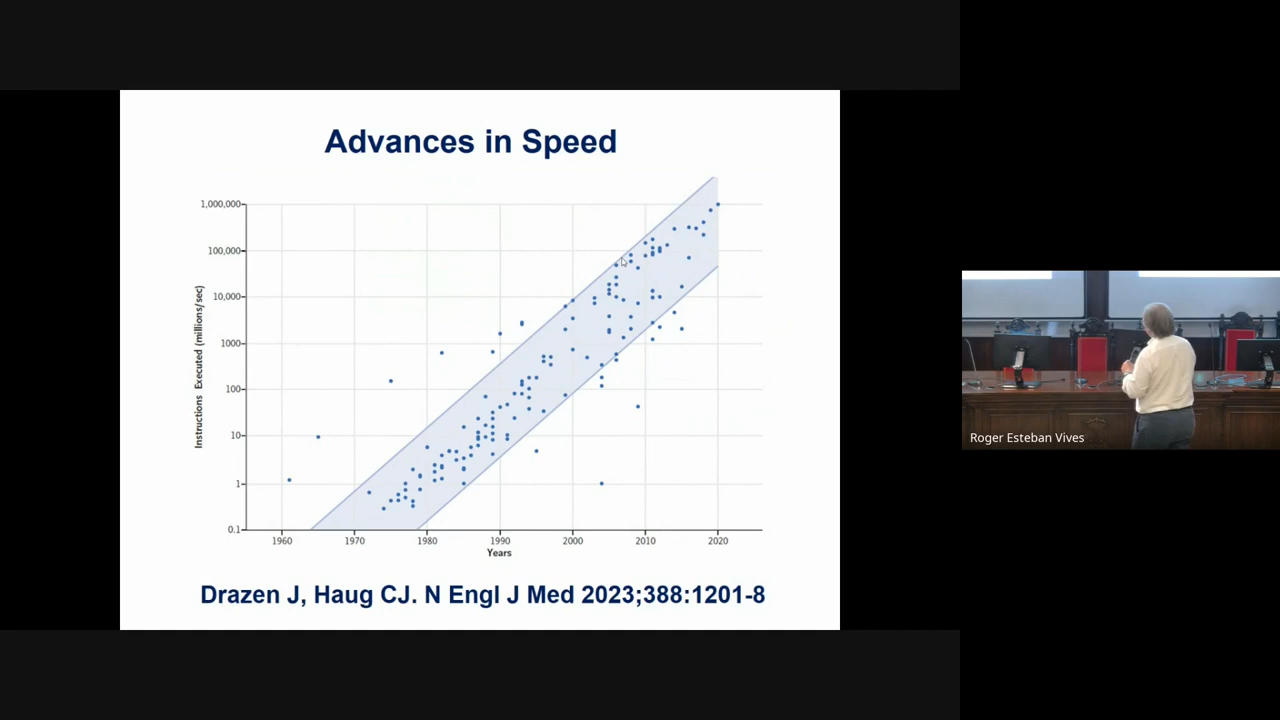 Advances in Speed
1,000,000
100,000
10,000
1000
100
10
1
0.1
Instructions Executed (millions/sec)
1960 1970 1980 1990 2000 2010 2020
Years
Drazen J, Haug CJ. N Engl J Med 2023;388:1201-8
Roger Esteban Vives